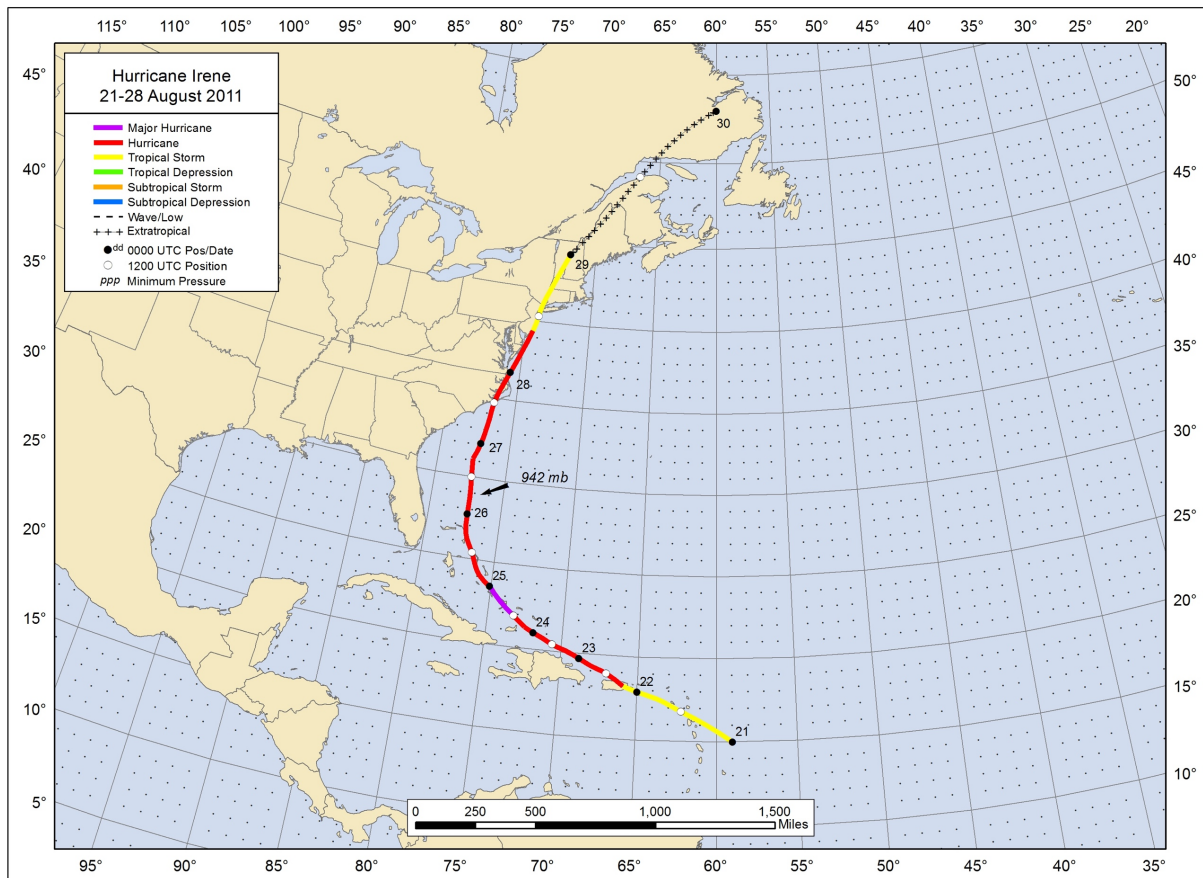 115° 110° 105° 100° 95° 90° 85° 80° 75° 70° 65° 60° 55° 50° 45° 40° 35° 30° 25° 20°
Hurricane Irene
21-28 August 2011
Major Hurricane
Hurricane
Tropical Storm
Tropical Depression
Subtropical Storm
Subtropical Depression
Wave/Low
Extratropical
dd 0000 UTC Pos/Date
1200 UTC Position
ppp Minimum Pressure
45°
40°
35°
30°
25°
20°
15°
10°
5°
50°
45°
40°
35°
30°
25°
20°
15°
10°
30
29
28
27
942 mb
26
25
24
23
22
21
0 250 500 1,000 1,500
Miles
95° 90° 85° 80° 75° 70° 65° 60° 55° 50° 45° 40° 35°